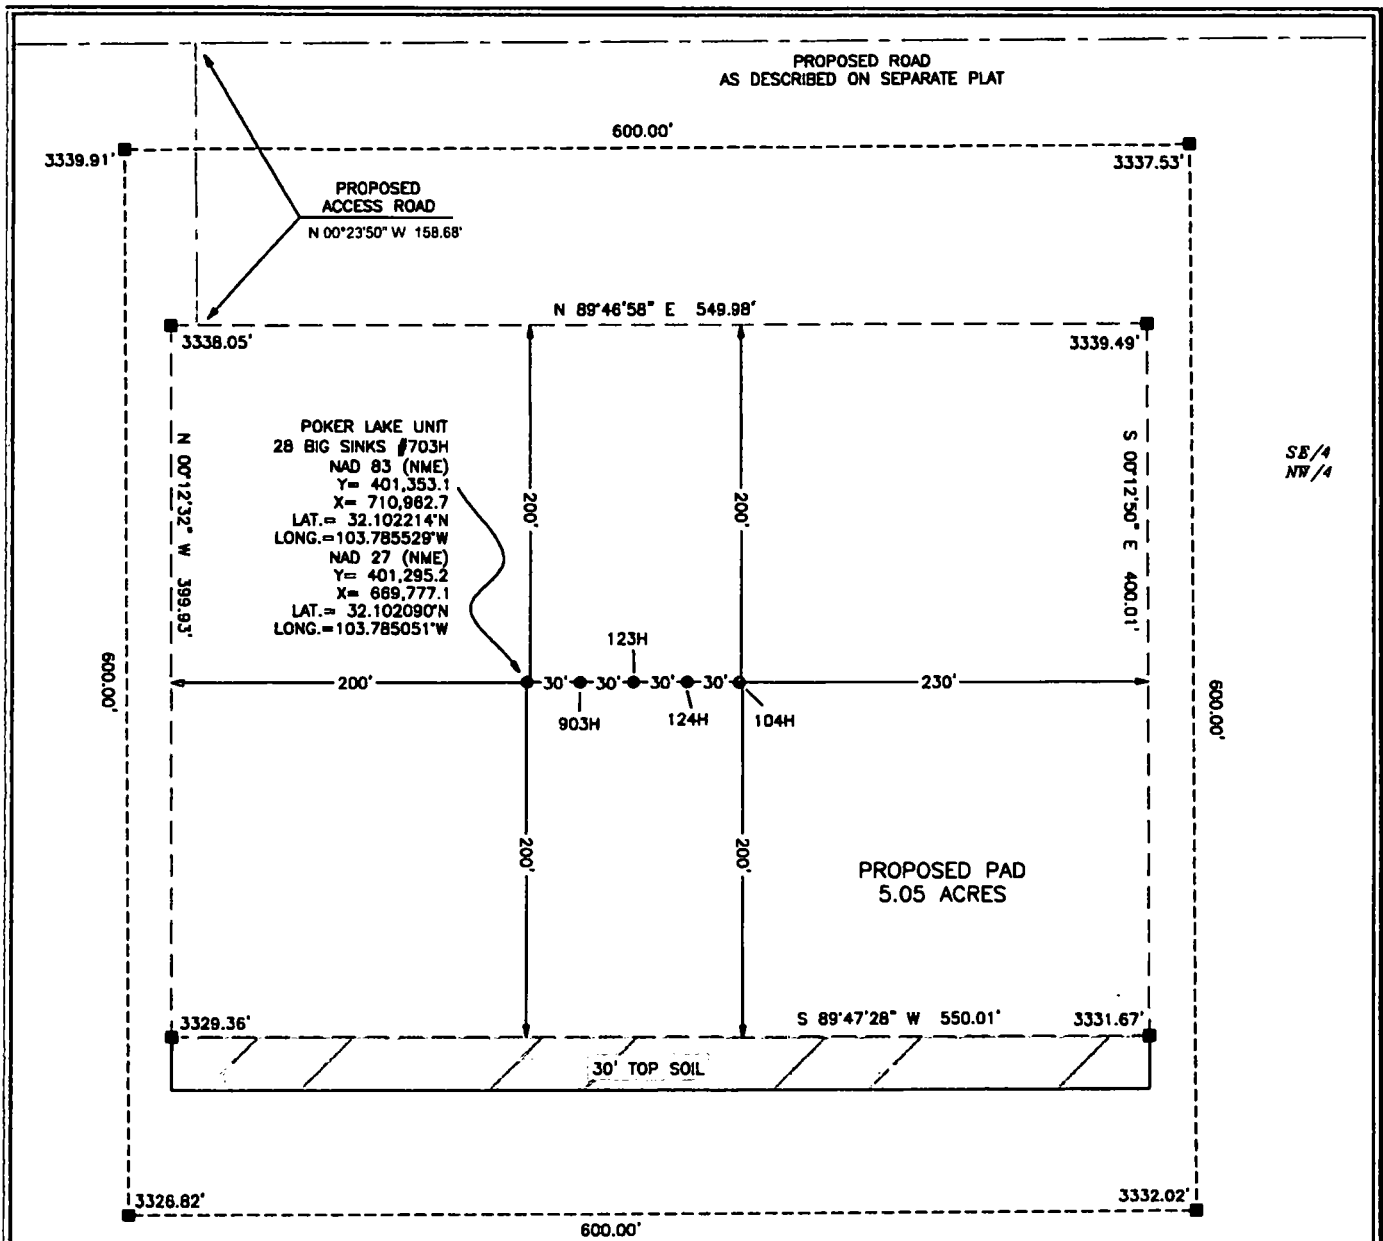 PROPOSED ROAD
AS DESCRIBED ON SEPARATE PLAT
600.00'
3339.91'
3337.53'
PROPOSED
ACCESS ROAD
N 00°23'50" W 158.68'
N 89°46'58" E 549.98'
3338.05'
3339.49'
POKER LAKE UNIT
28 BIG SINKS #703H
NAD 83 (NME)
Y= 401,353.1
X= 710,962.7
LAT.= 32.102214°N
LONG.=103.785529°W
NAD 27 (NME)
Y= 401,295.2
X= 669,777.1
LAT.= 32.102090°N
LONG.=103.785051°W
N 00°12'32" W 399.93'
200'
200'
S 00°12'50" E 400.01'
SE/4
NW/4
123H
600.00'
200'
30'
30'
30'
30'
230'
600.00'
903H
124H
104H
200'
200'
PROPOSED PAD
5.05 ACRES
3329.36'
S 89°47'28" W 550.01'
3331.67'
30' TOP SOIL
3326.82'
3332.02'
600.00'